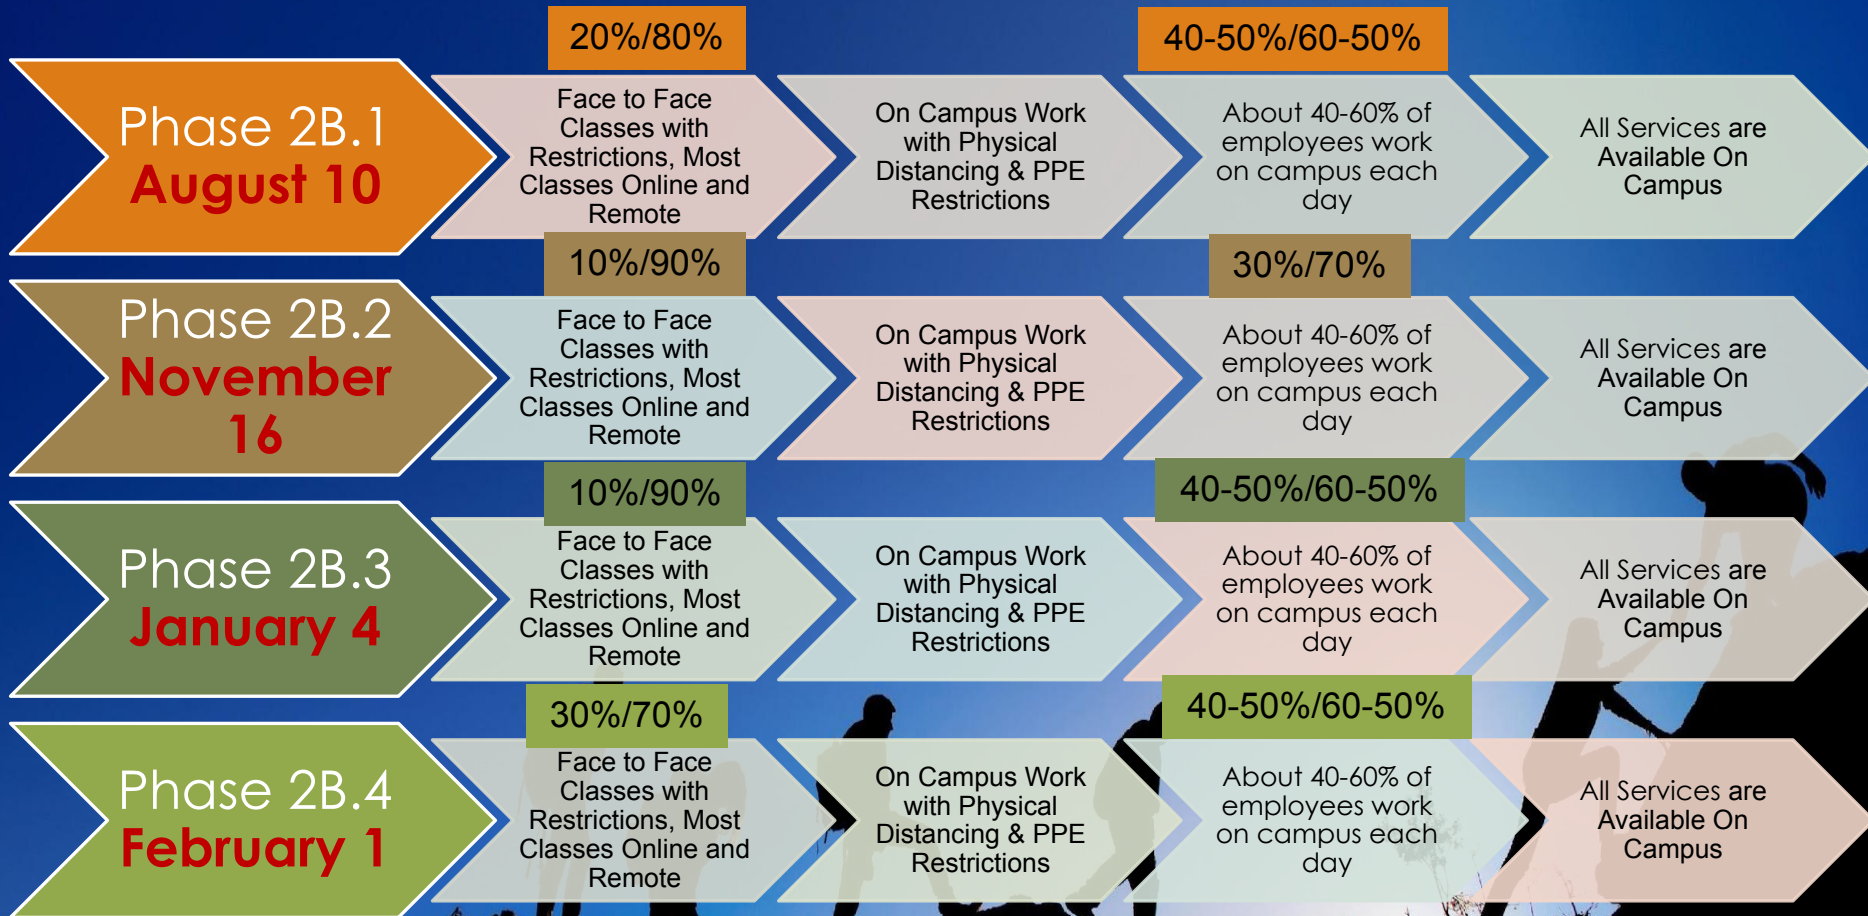 20%/80%
40-50%/60-50%
Phase 2B.1
August 10
Face to Face
Classes with
Restrictions, Most
Classes Online and
Remote
On Campus Work
with Physical
Distancing & PPE
Restrictions
About 40-60% of
employees work
on campus each
day
All Services are
Available On
Campus
10%/90%
30%/70%
Phase 2B.2
November
16
Face to Face
Classes with
Restrictions, Most
Classes Online and
Remote
On Campus Work
with Physical
Distancing & PPE
Restrictions
About 40-60% of
employees work
on campus each
day
All Services are
Available On
Campus
10%/90%
40-50%/60-50%
Phase 2B.3
January 4
Face to Face
Classes with
Restrictions, Most
Classes Online and
Remote
On Campus Work
with Physical
Distancing & PPE
Restrictions
About 40-60% of
employees work
on campus each
day
All Services are
Available On
Campus
30%/70%
40-50%/60-50%
Phase 2B.4
February 1
Face to Face
Classes with
Restrictions, Most
Classes Online and
Remote
On Campus Work
with Physical
Distancing & PPE
Restrictions
About 40-60% of
employees work
on campus each
day
All Services are
Available On
Campus